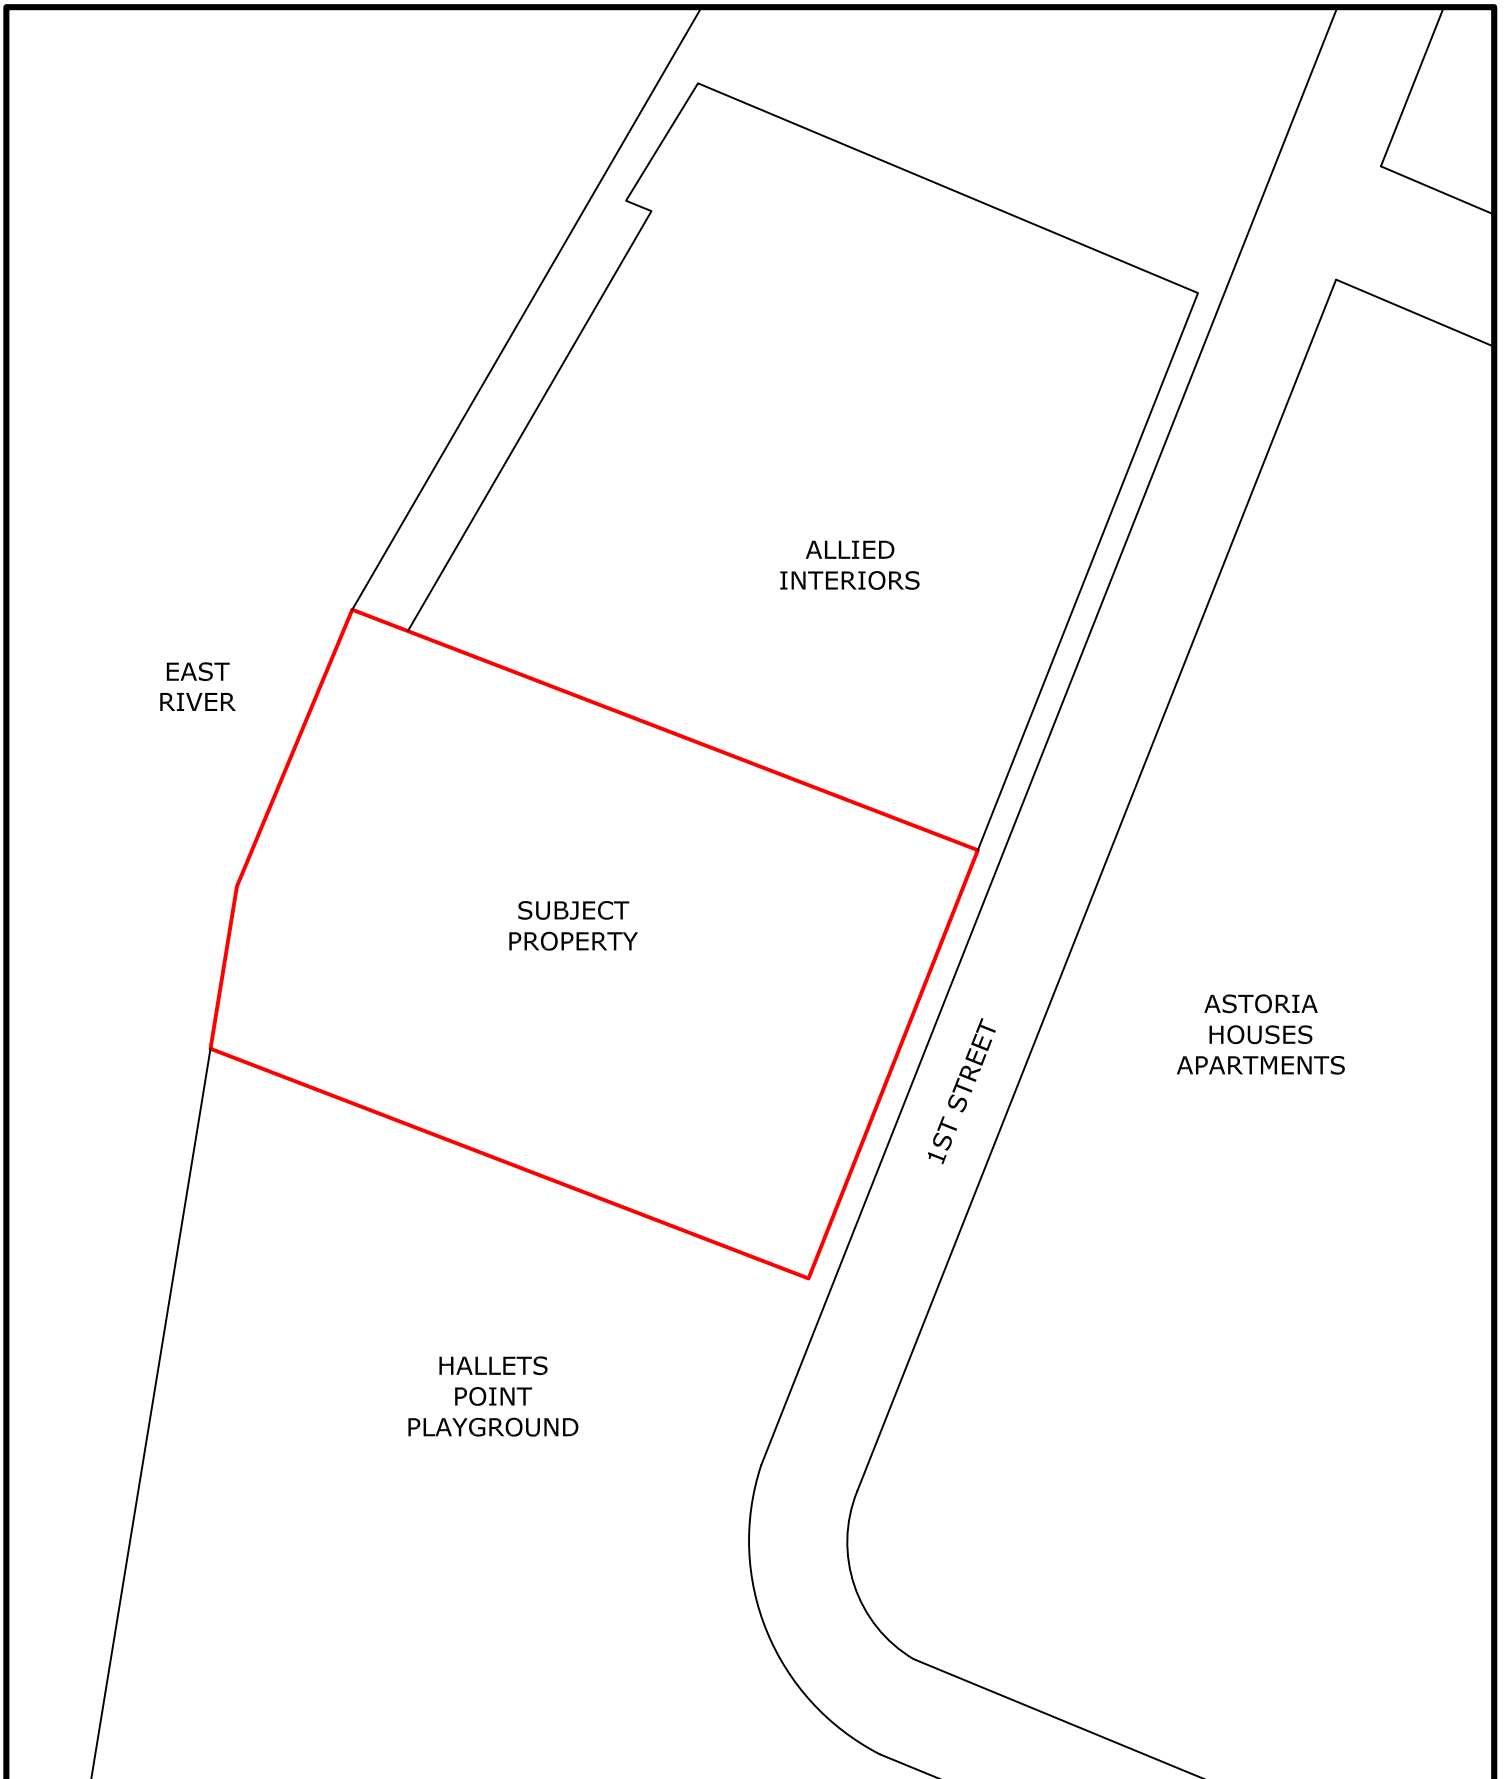 ALLIED
INTERIORS
EAST
RIVER
SUBJECT
PROPERTY
ASTORIA
HOUSES
APARTMENTS
1ST STREET
HALLETS
POINT
PLAYGROUND